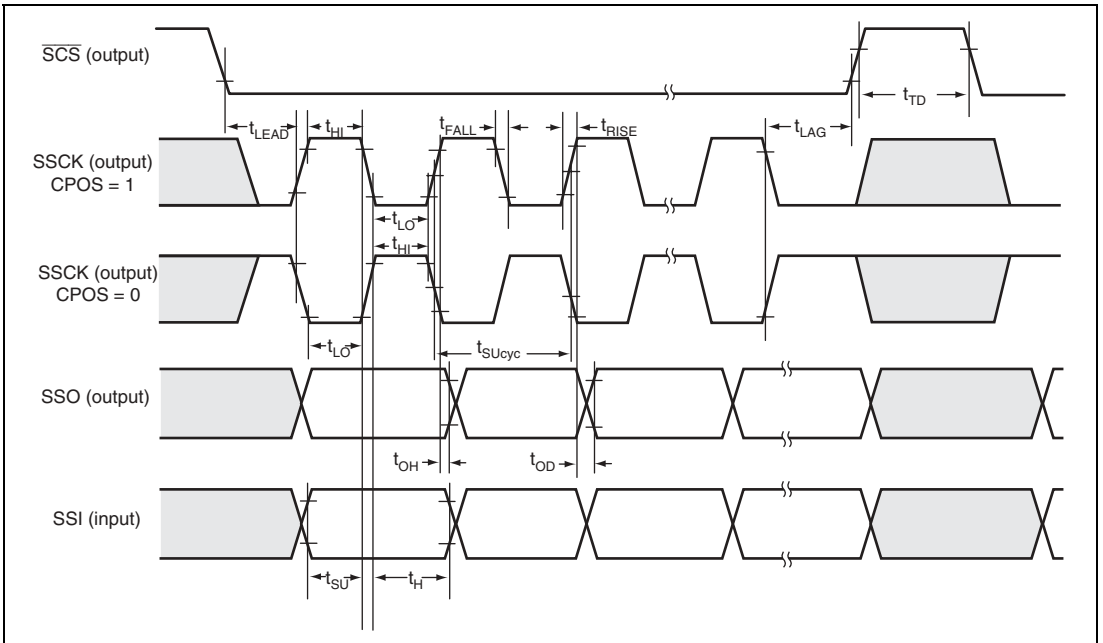 SCS (output)
tTD
tLEAD
tHI
tFALL
tRISE
tLAG
SSCK (output)
CPOS = 1
tLO
tHI
SSCK (output)
CPOS = 0
tLO
tSUcyc
SSO (output)
tOH
tOD
SSI (input)
tSU
tH